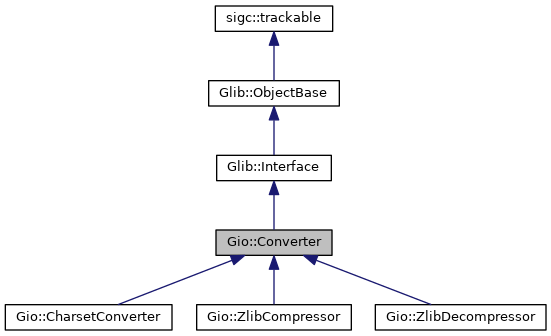 sigc::trackable
Glib::ObjectBase
Glib::Interface
Gio::Converter
Gio::CharsetConverter
Gio::ZlibCompressor
Gio::ZlibDecompressor